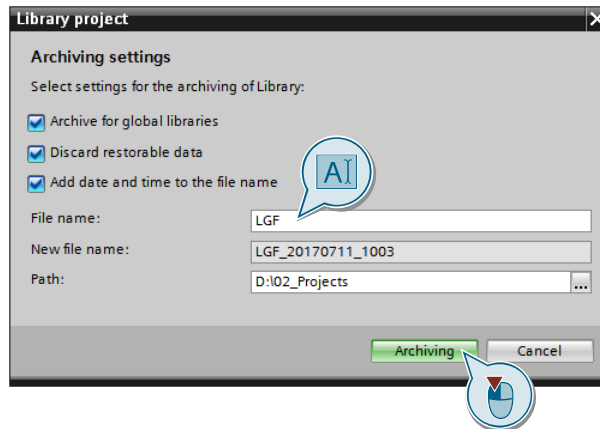 Library project
Archiving settings
Select settings for the archiving of Library:
Archive for global libraries
Discard restorable data
Add date and time to the file name
A
File name: LGF
New file name: LGF_20170711_1003
Path: D:\02_Projects ...
Archiving Cancel